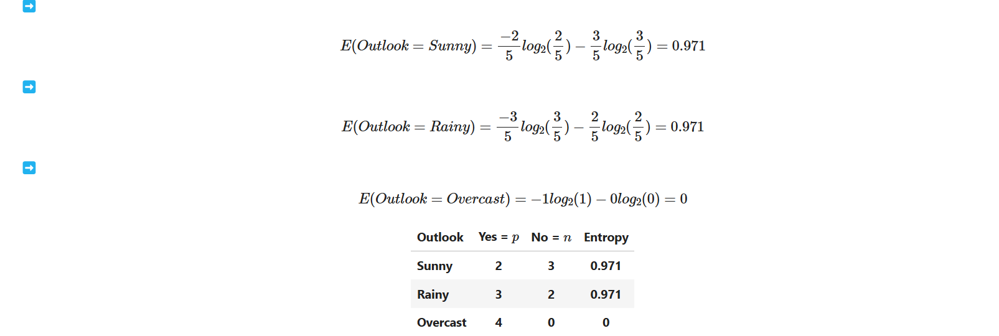 E(Outlook = Sunny) = \frac{-2}{5} log_2(\frac{2}{5}) - \frac{3}{5} log_2(\frac{3}{5}) = 0.971
E(Outlook = Rainy) = \frac{-3}{5} log_2(\frac{3}{5}) - \frac{2}{5} log_2(\frac{2}{5}) = 0.971
E(Outlook = Overcast) = -1log_2(1) - 0log_2(0) = 0
Outlook Yes = p No = n Entropy
Sunny 2 3 0.971
Rainy 3 2 0.971
Overcast 4 0 0